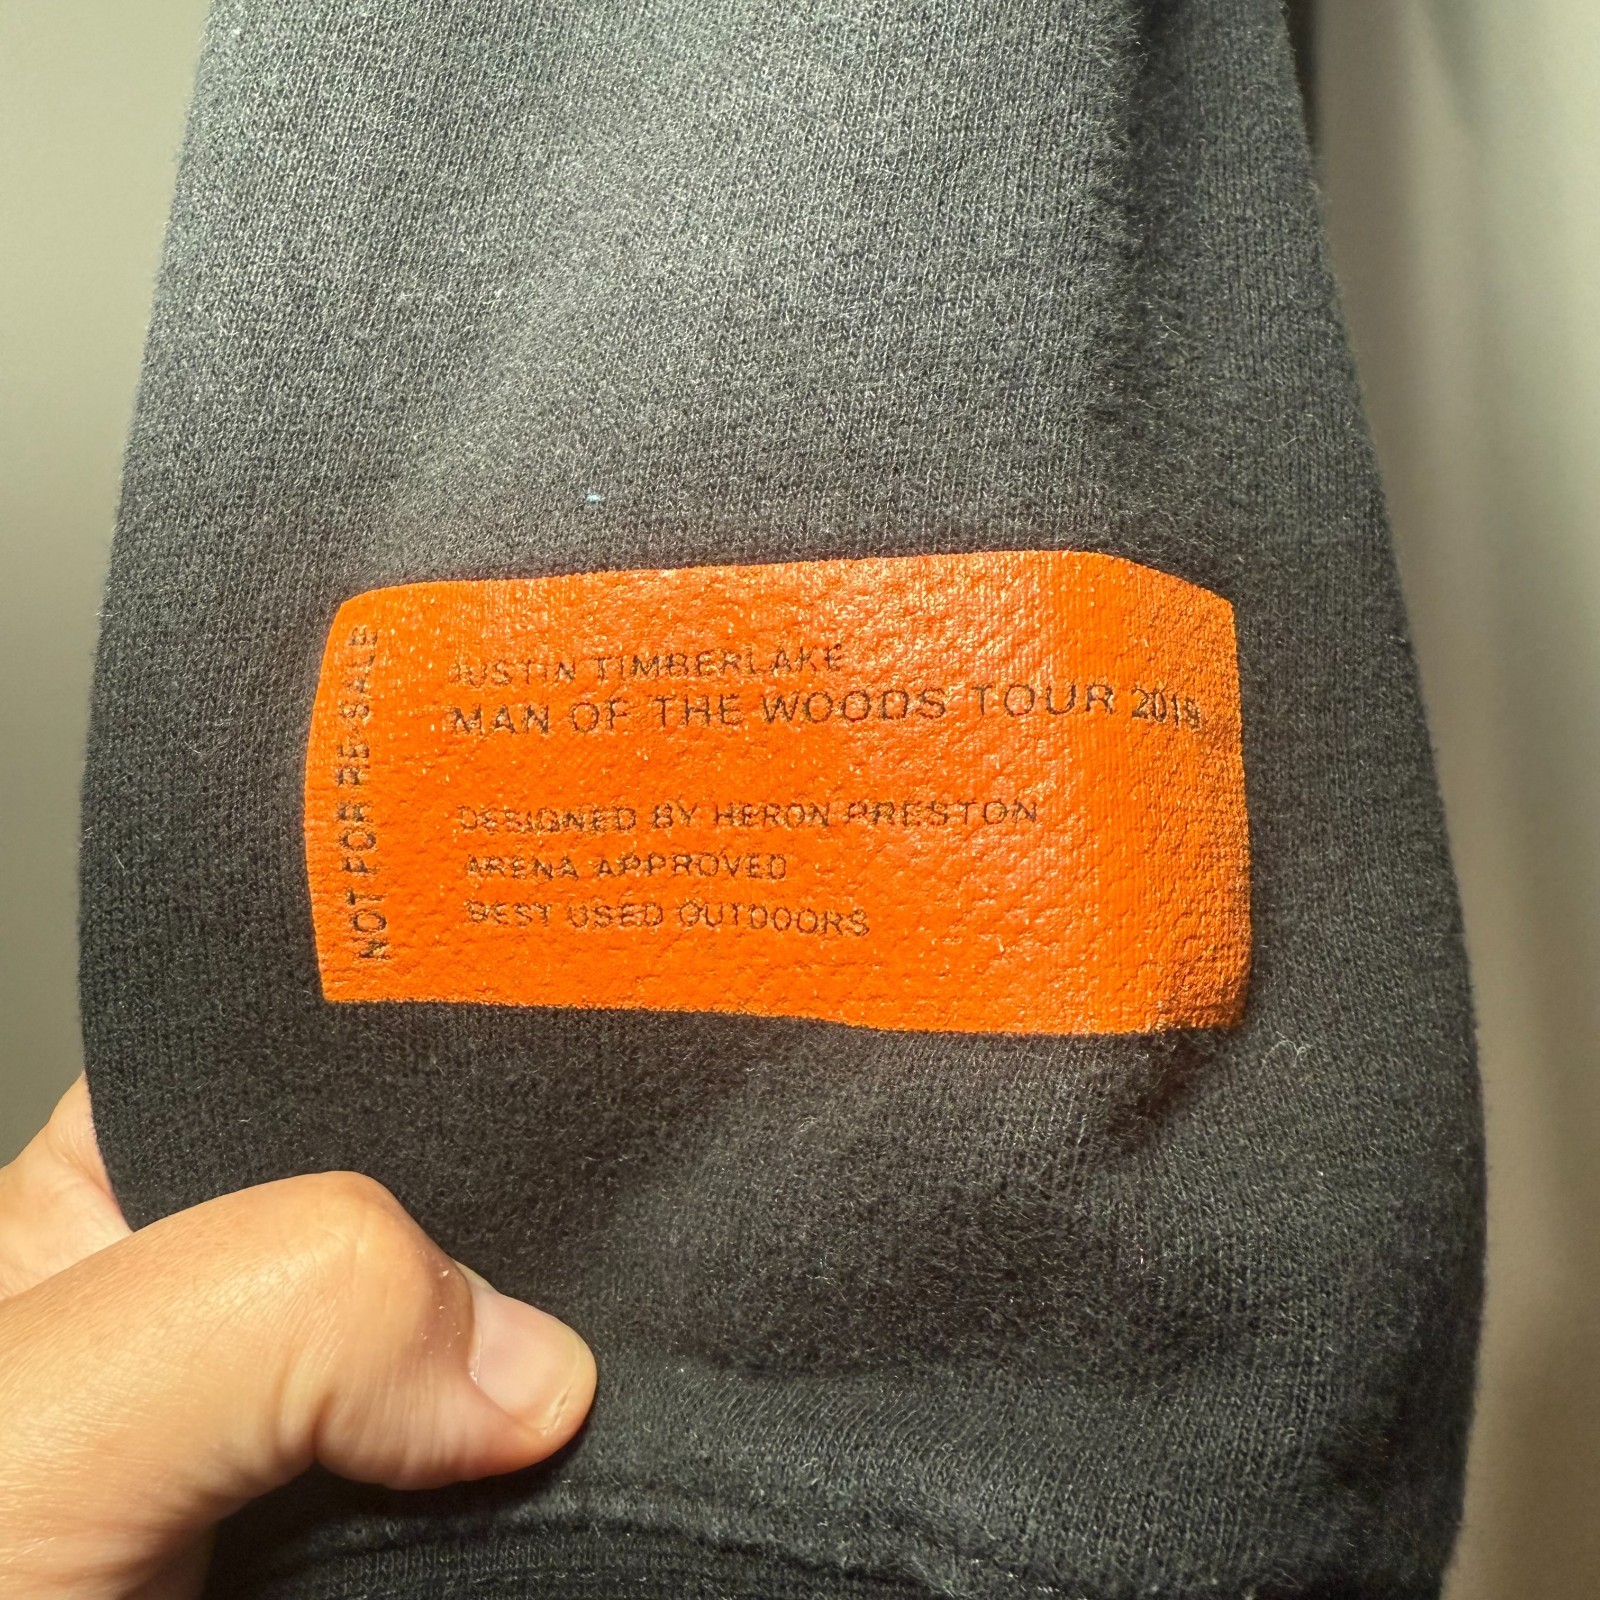 NOT FOR RE-SALE
JUSTIN TIMBERLAKE
MAN OF THE WOODS TOUR 2019
DESIGNED BY HERON PRESTON
ARENA APPROVED
BEST USED OUTDOORS